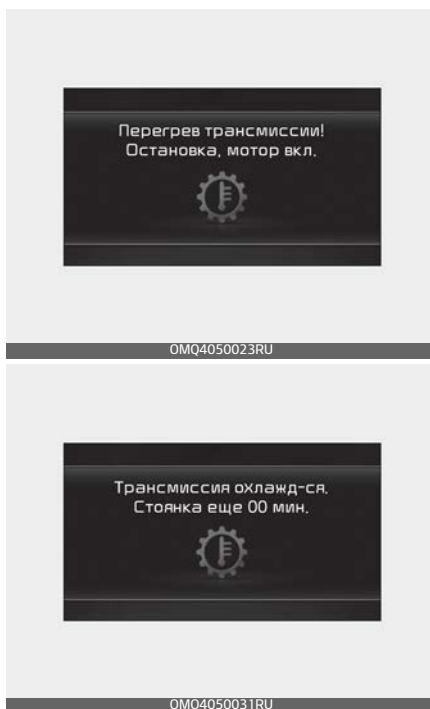 Перегрев трансмиссии!
Остановка, мотор вкл.
OMQ4050023RU
Трансмиссия охлажд-ся.
Стоянка еще 00 мин.
OMQ4050031RU